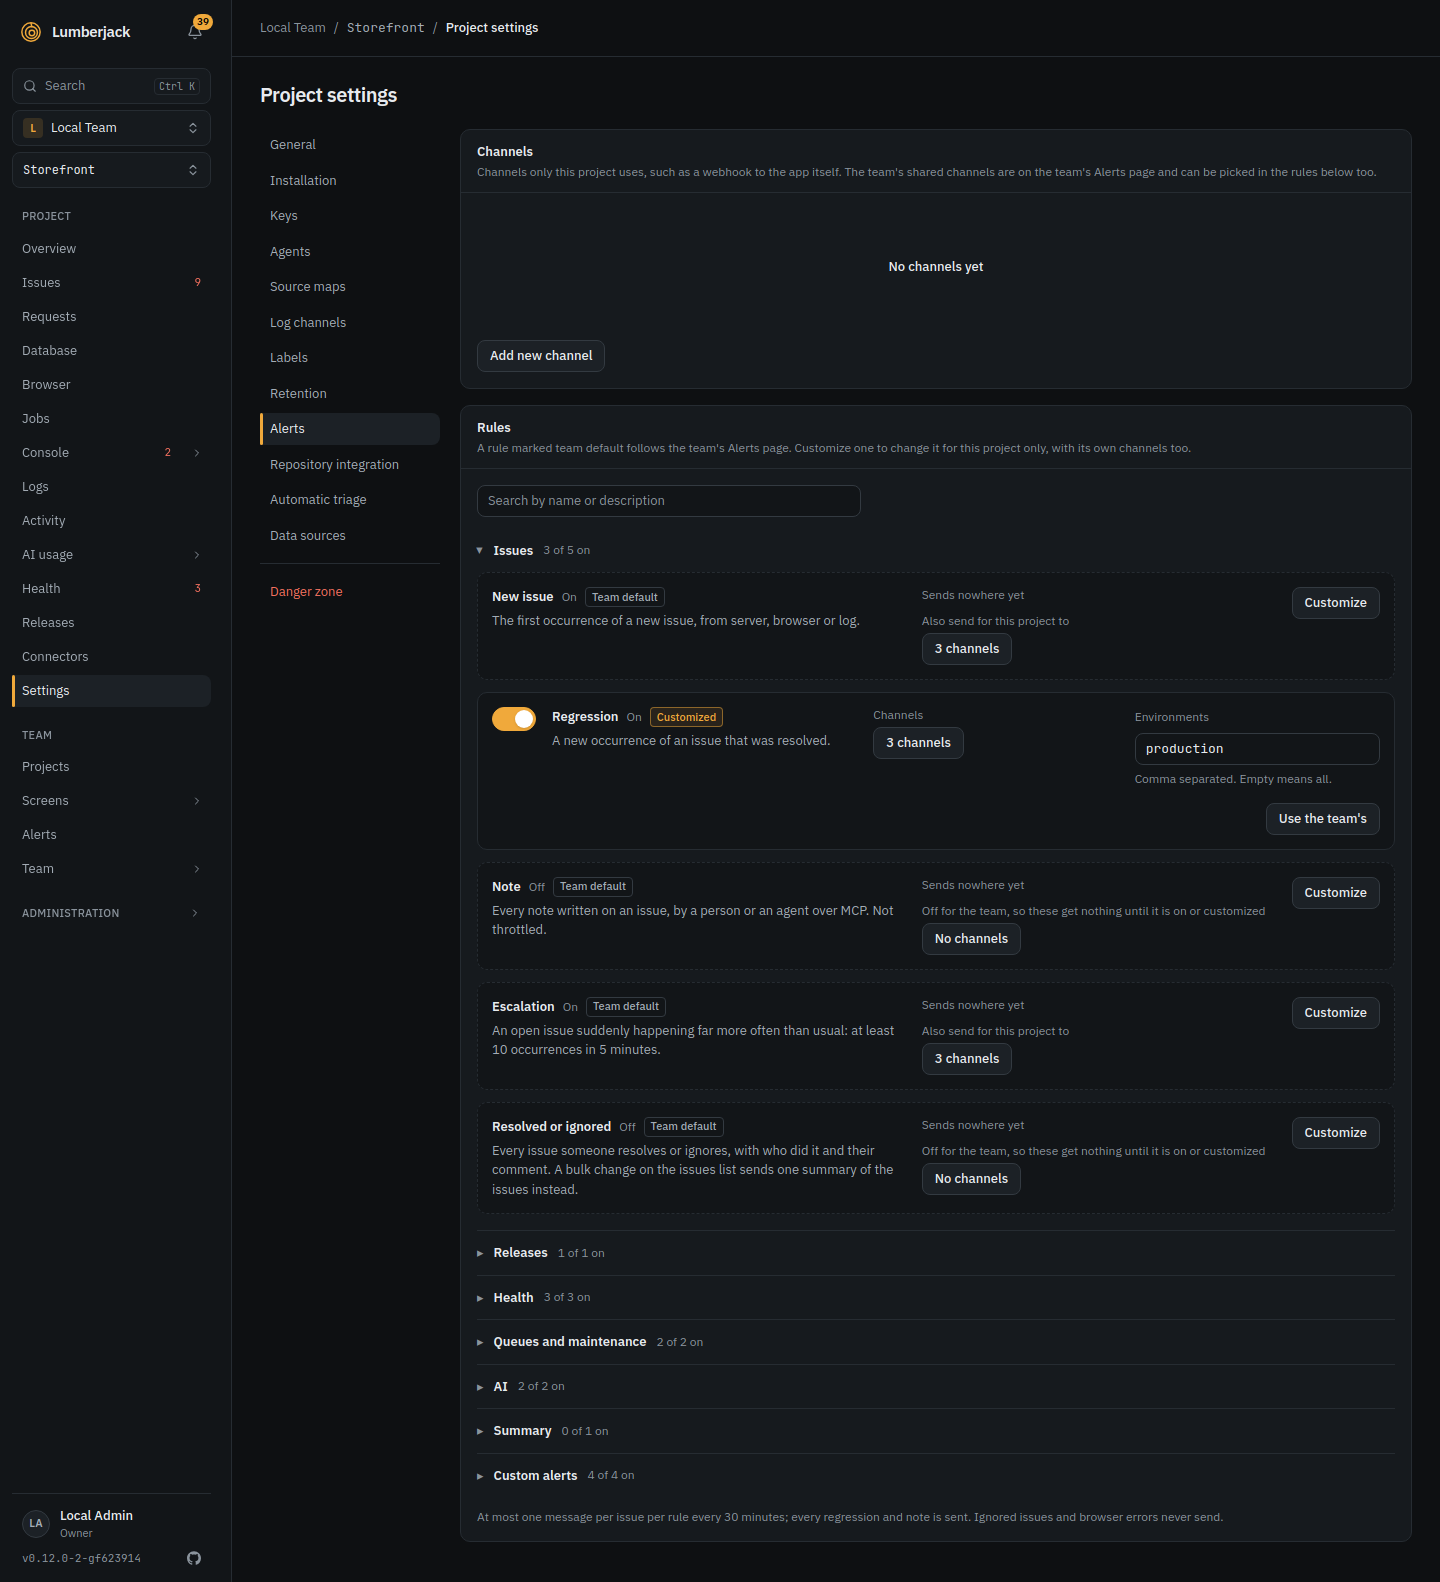 Lumberjack
39
Search
Ctrl K
L
Local Team
Storefront
PROJECT
Overview
Issues 9
Requests
Database
Browser
Jobs
Console 2
Logs
Activity
AI usage
Health 3
Releases
Connectors
Settings
TEAM
Projects
Screens
Alerts
Team
ADMINISTRATION
LA
Local Admin
Owner
v0.12.0-2-gf623914
Local Team / Storefront / Project settings
Project settings
General
Installation
Keys
Agents
Source maps
Log channels
Labels
Retention
Alerts
Repository integration
Automatic triage
Data sources
Danger zone
Channels
Channels only this project uses, such as a webhook to the app itself. The team's shared channels are on the team's Alerts page and can be picked in the rules below too.
No channels yet
Add new channel
Rules
A rule marked team default follows the team's Alerts page. Customize one to change it for this project only, with its own channels too.
Search by name or description
Issues 3 of 5 on
New issue On Team default
The first occurrence of a new issue, from server, browser or log.
Sends nowhere yet
Also send for this project to
3 channels
Customize
Regression On Customized
A new occurrence of an issue that was resolved.
Channels
3 channels
Environments
production
Comma separated. Empty means all.
Use the team's
Note Off Team default
Every note written on an issue, by a person or an agent over MCP. Not
throttled.
Sends nowhere yet
Off for the team, so these get nothing until it is on or customized
No channels
Customize
Escalation On Team default
An open issue suddenly happening far more often than usual: at least
10 occurrences in 5 minutes.
Sends nowhere yet
Also send for this project to
3 channels
Customize
Resolved or ignored Off Team default
Every issue someone resolves or ignores, with who did it and their
comment. A bulk change on the issues list sends one summary of the
issues instead.
Sends nowhere yet
Off for the team, so these get nothing until it is on or customized
No channels
Customize
Releases 1 of 1 on
Health 3 of 3 on
Queues and maintenance 2 of 2 on
AI 2 of 2 on
Summary 0 of 1 on
Custom alerts 4 of 4 on
At most one message per issue per rule every 30 minutes; every regression and note is sent. Ignored issues and browser errors never send.